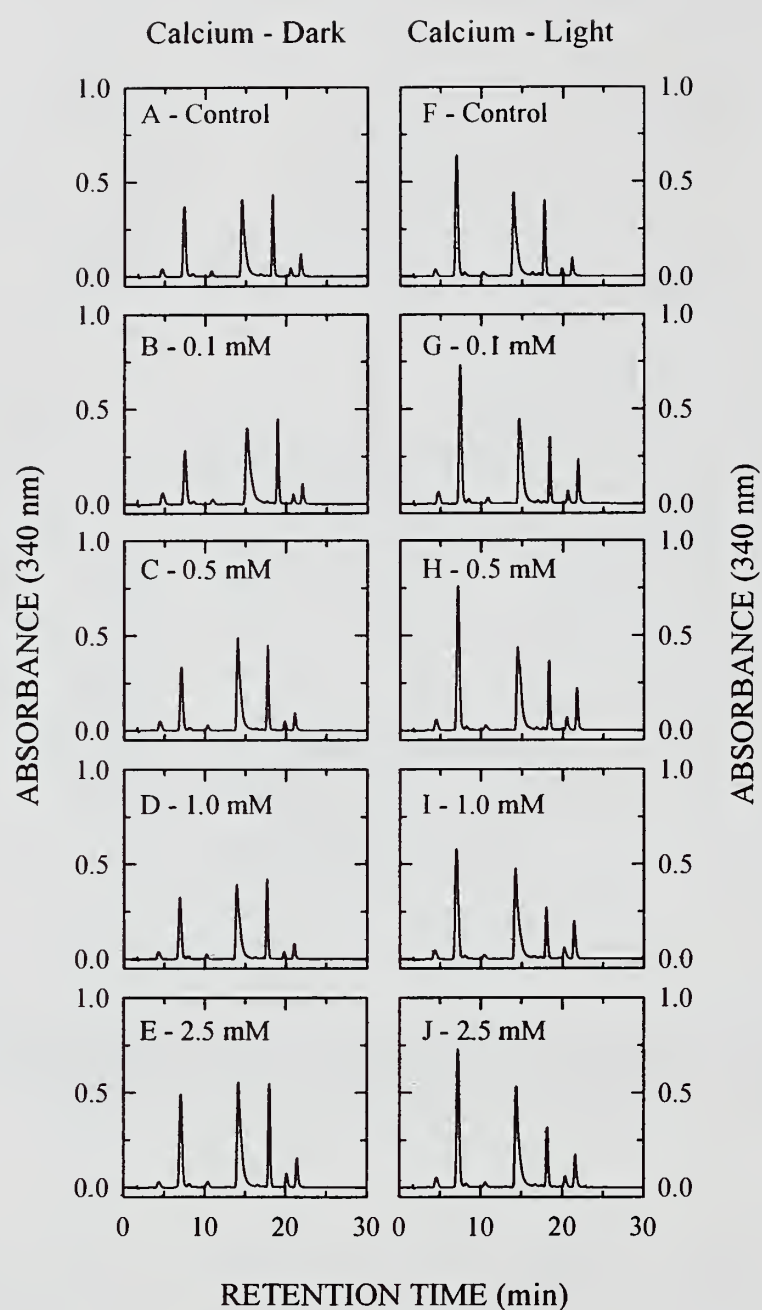 Calcium - Dark Calcium - Light
1.0 A - Control F - Control 1.0
0.5 0.5
0.0 0.0
1.0 B - 0.1 mM G - 0.1 mM 1.0
0.5 0.5
0.0 0.0
1.0 C - 0.5 mM H - 0.5 mM 1.0
0.5 0.5
0.0 0.0
1.0 D - 1.0 mM I - 1.0 mM 1.0
0.5 0.5
0.0 0.0
1.0 E - 2.5 mM J - 2.5 mM 1.0
0.5 0.5
0.0 0.0
0 10 20 30 0 10 20 30
ABSORBANCE (340 nm)
ABSORBANCE (340 nm)
RETENTION TIME (min)